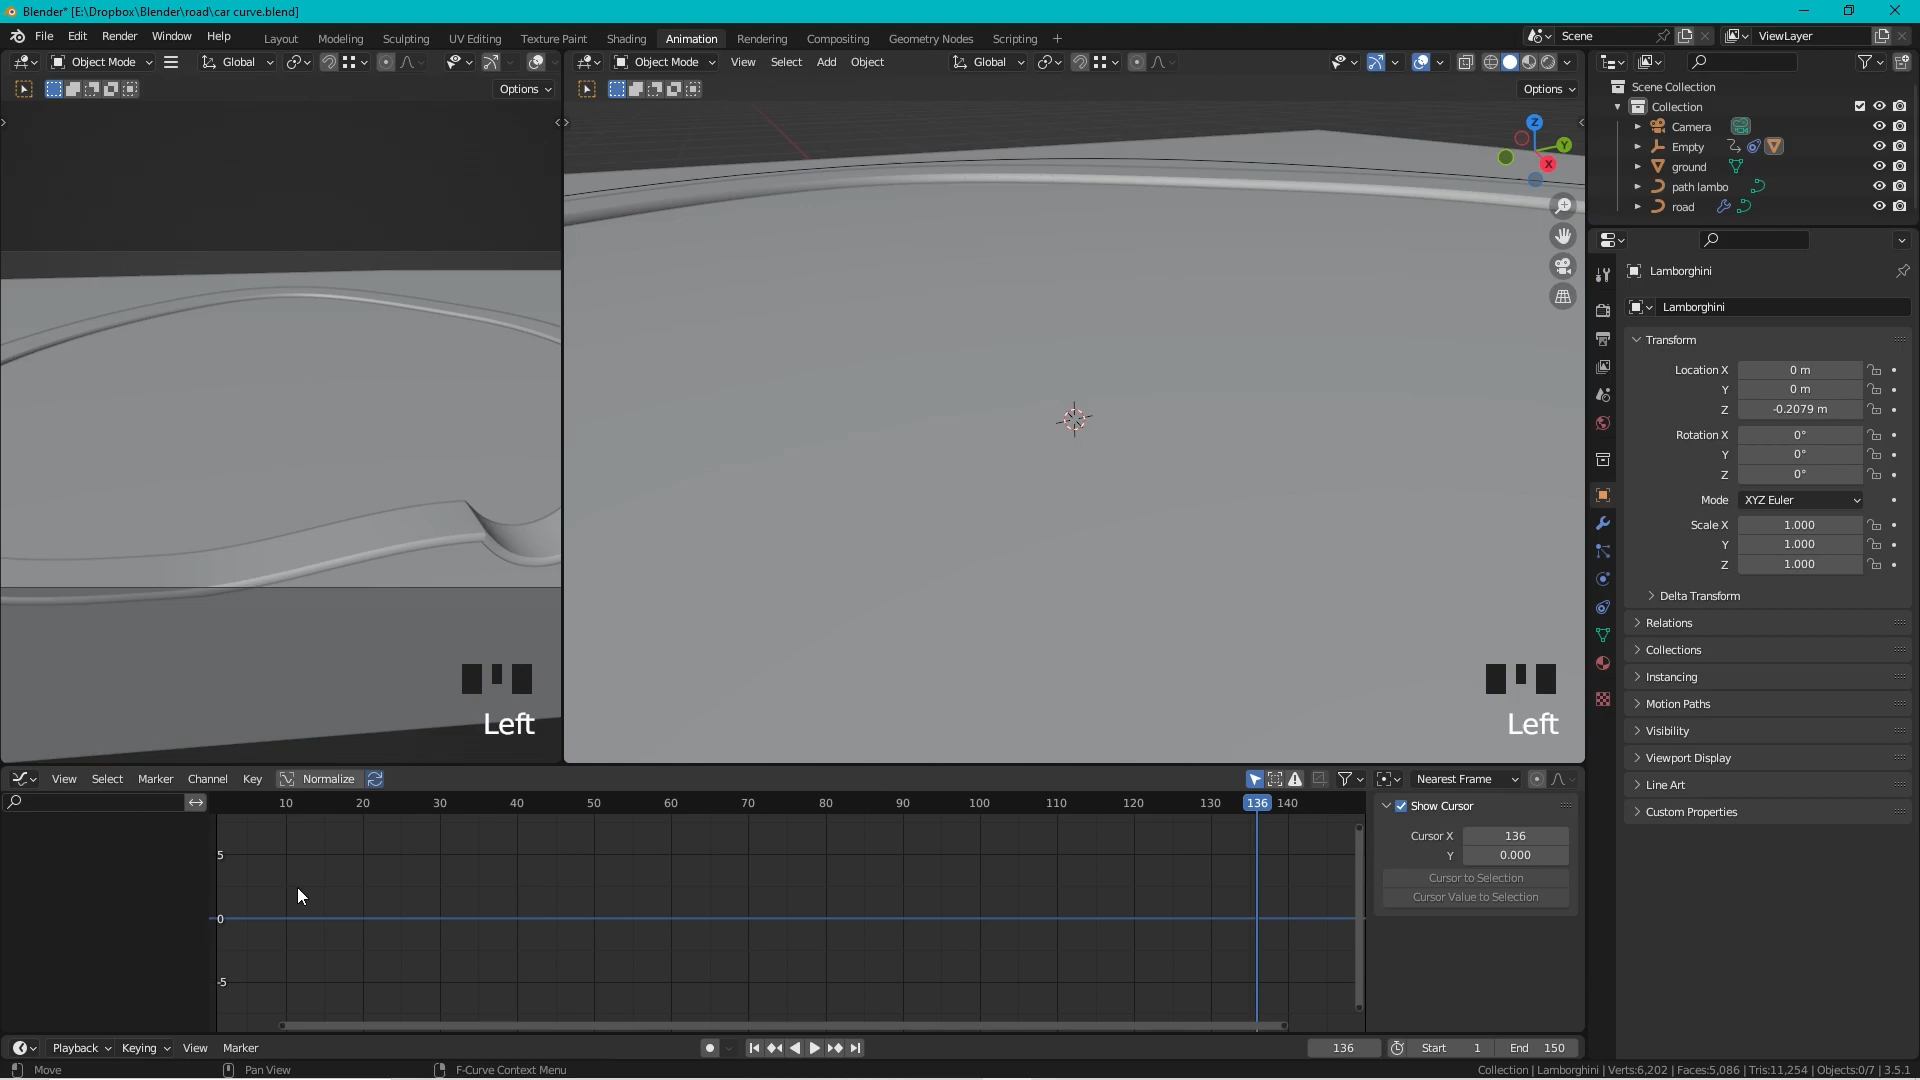 Blender* [E:\Dropbox\Blender\road\car curve.blend]
File Edit Render Window Help
Layout Modeling Sculpting UV Editing Texture Paint Shading Animation Rendering Compositing Geometry Nodes Scripting +
Scene
ViewLayer
Object Mode
Global
Options
Object Mode View Select Add Object
Global
Options
Z
Y
X
Left
Left
Scene Collection
Collection
Camera
Empty
ground
path lambo
road
Lamborghini
Lamborghini
Transform
Location X 0 m
Y 0 m
Z -0.2079 m
Rotation X 0°
Y 0°
Z 0°
Mode XYZ Euler
Scale X 1.000
Y 1.000
Z 1.000
Delta Transform
Relations
Collections
Instancing
Motion Paths
Visibility
Viewport Display
Line Art
Custom Properties
View Select Marker Channel Key Normalize
Nearest Frame
10 20 30 40 50 60 70 80 90 100 110 120 130 136 140
5
0
-5
Show Cursor
Cursor X 136
Y 0.000
Cursor to Selection
Cursor Value to Selection
Playback Keying View Marker
136
Start 1
End 150
Move
Pan View
F-Curve Context Menu
Collection | Lamborghini | Verts:6,202 | Faces:5,086 | Tris:11,254 | Objects:0/7 | 3.5.1